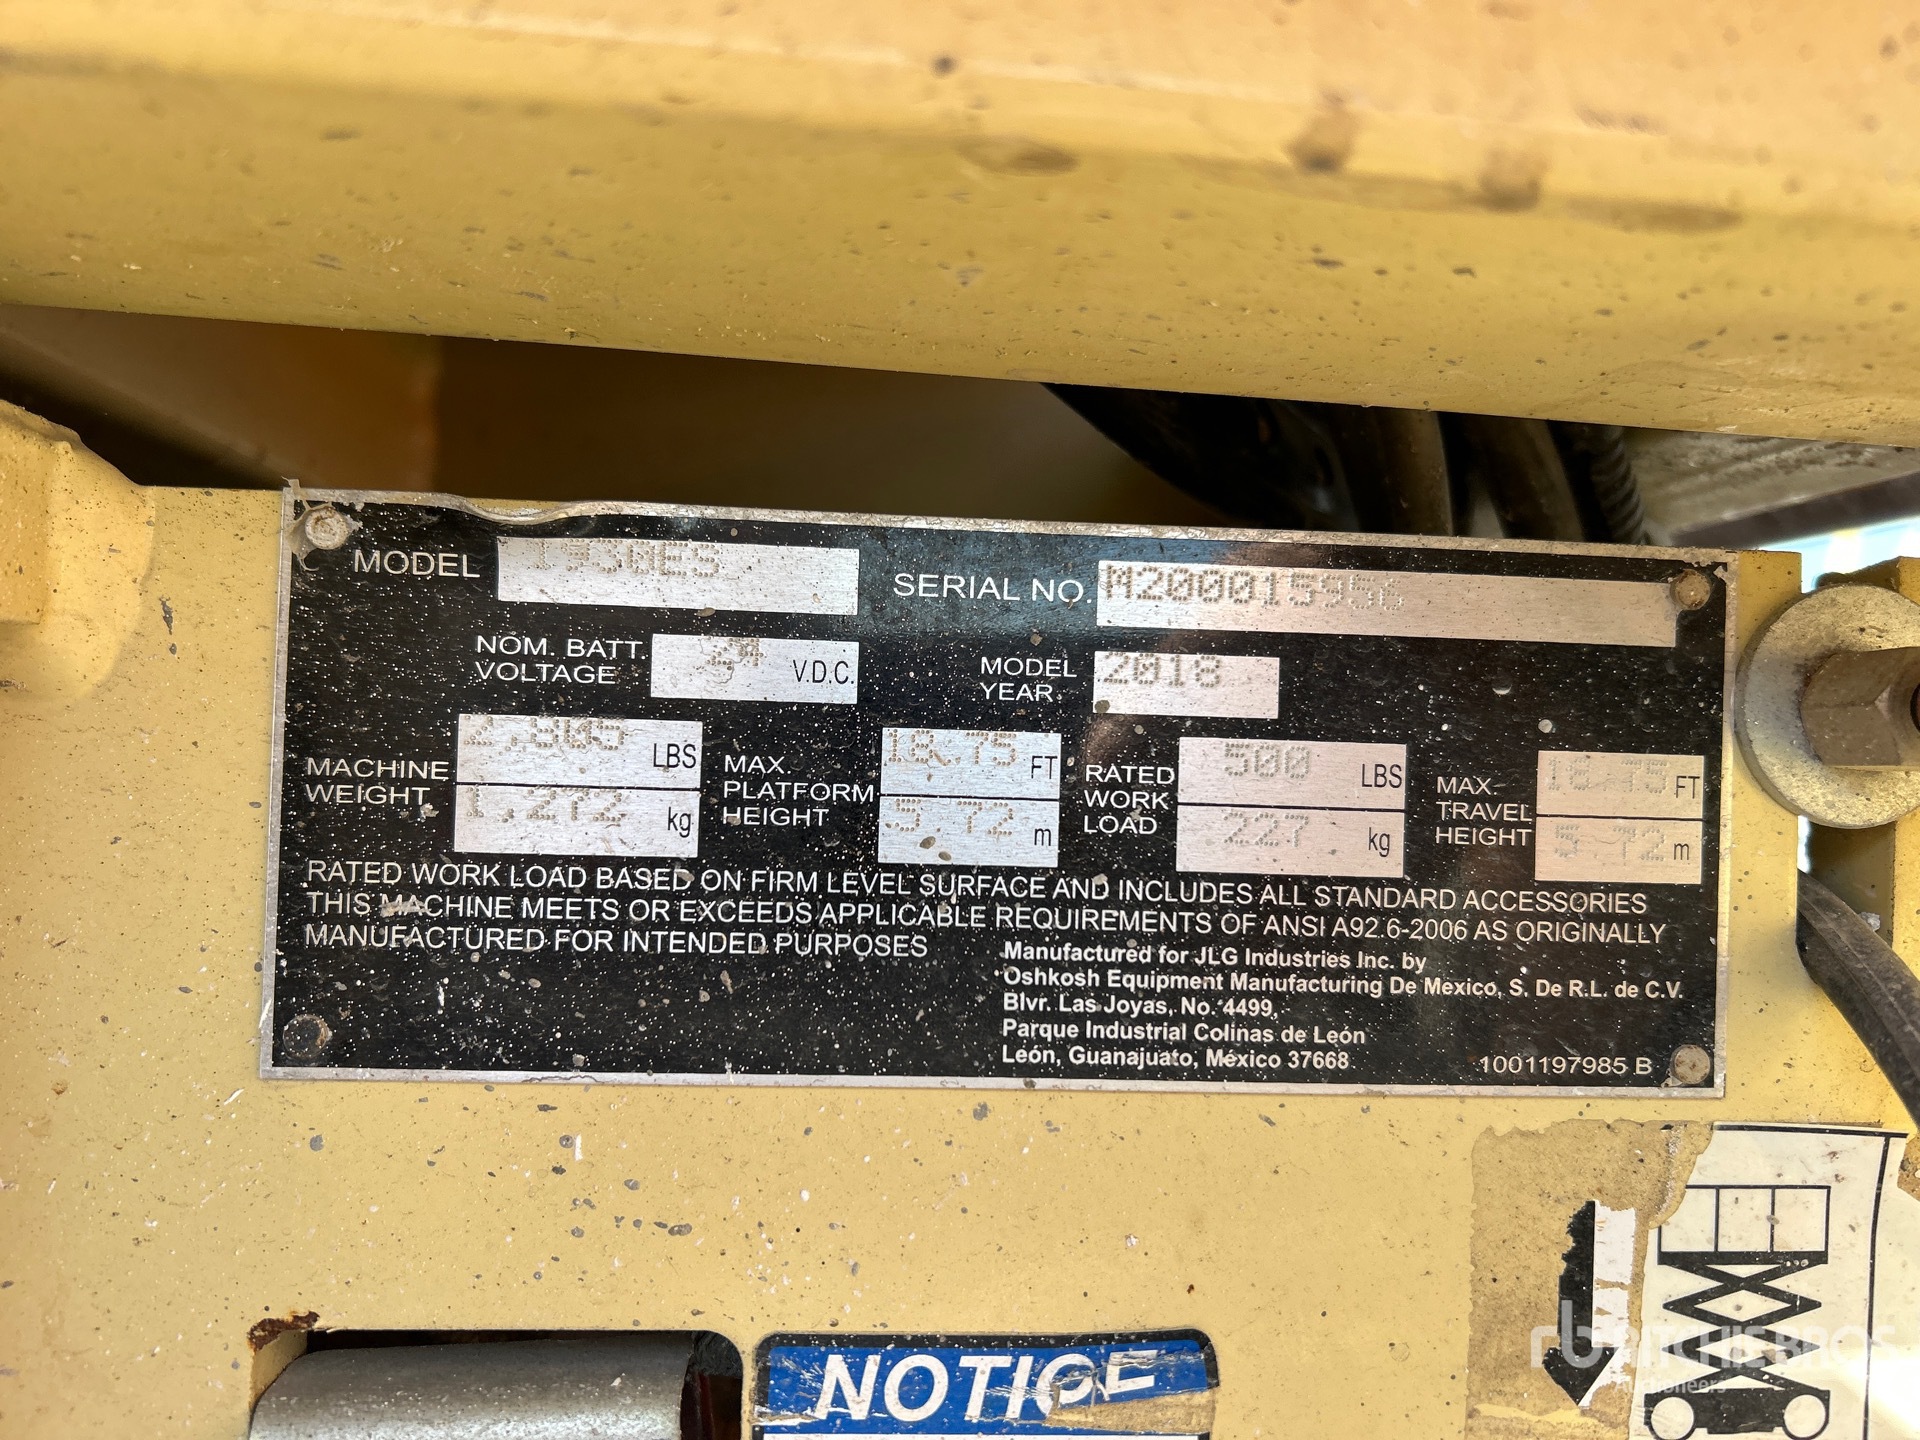 MODEL 1930ES
SERIAL NO. M200015956
NOM. BATT. VOLTAGE 24 V.D.C.
MODEL YEAR 2018
MACHINE WEIGHT 2,805 LBS
1,272 kg
MAX. PLATFORM HEIGHT 18.75 FT
5.72 m
RATED WORK LOAD 500 LBS
227 kg
MAX. TRAVEL HEIGHT 18.75 FT
5.72 m
RATED WORK LOAD BASED ON FIRM LEVEL SURFACE AND INCLUDES ALL STANDARD ACCESSORIES
THIS MACHINE MEETS OR EXCEEDS APPLICABLE REQUIREMENTS OF ANSI A92.6-2006 AS ORIGINALLY
MANUFACTURED FOR INTENDED PURPOSES
Manufactured for JLG Industries Inc. by
Oshkosh Equipment Manufacturing De Mexico, S. De R.L. de C.V.
Blvr. Las Joyas, No. 4499,
Parque Industrial Colinas de León
León, Guanajuato, México 37668
1001197985 B
NOTICE
rb RITCHIE BROS
Auctioneers